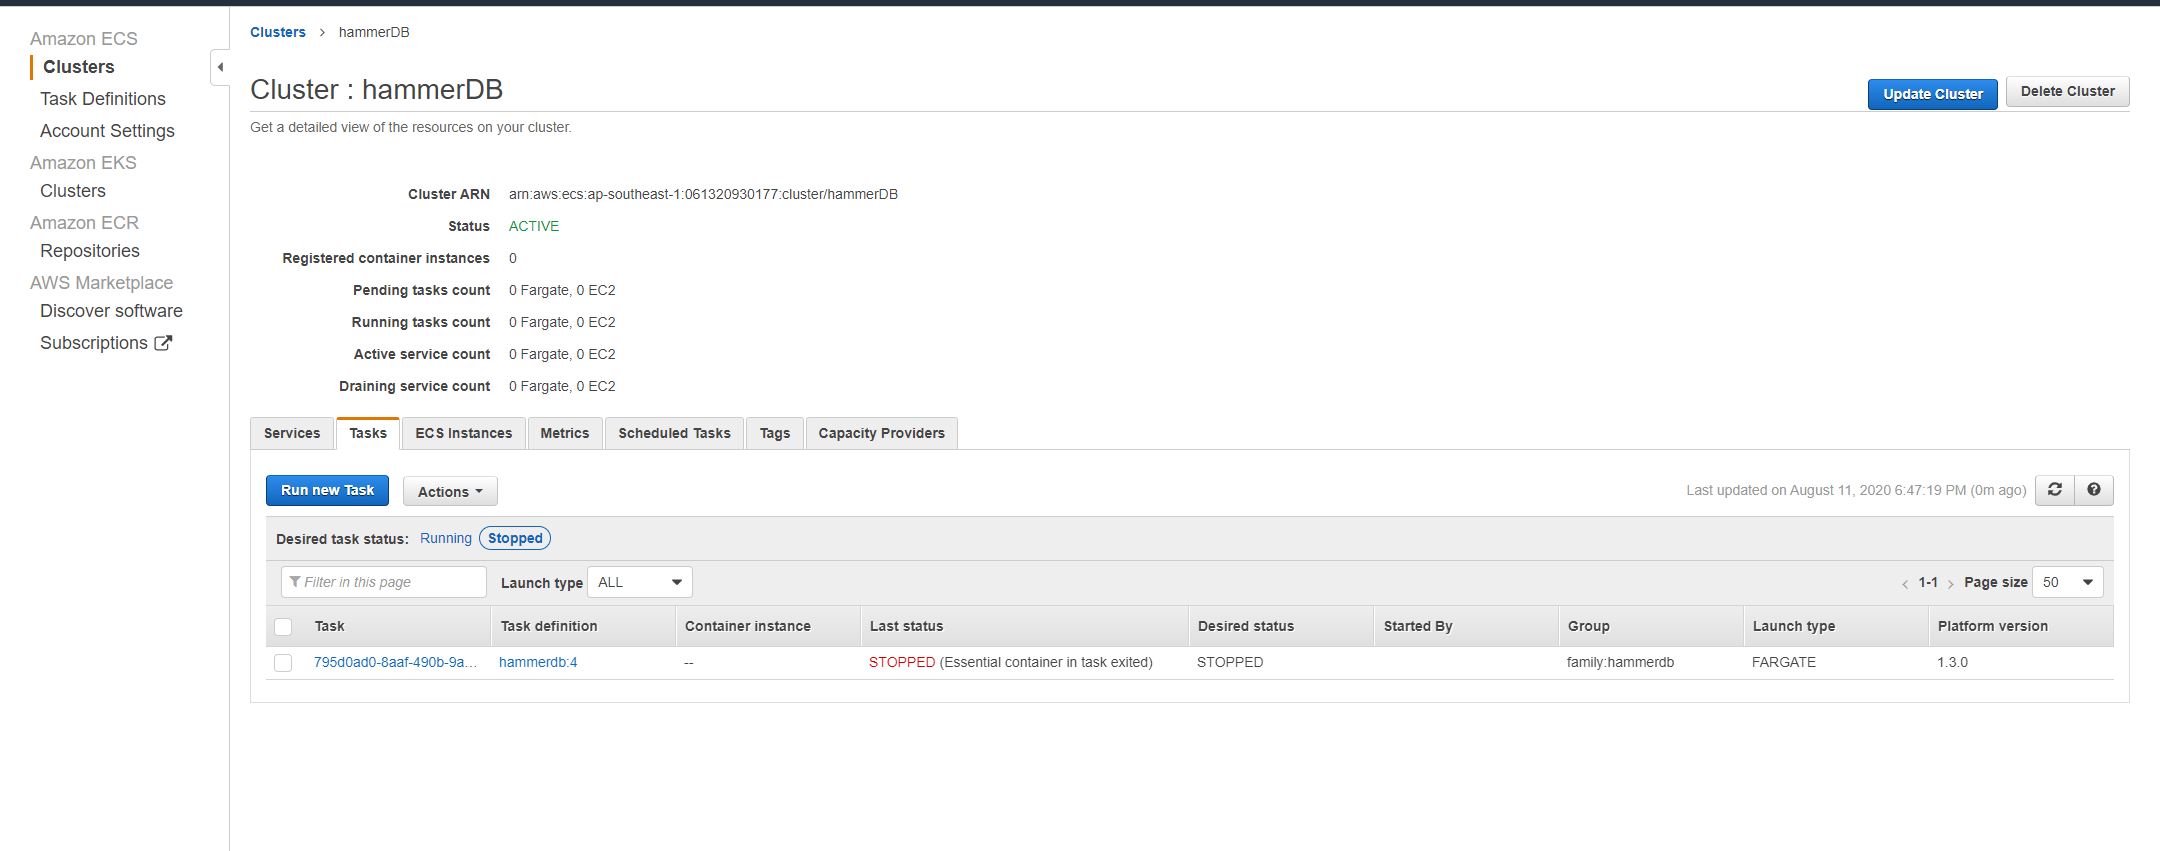 Amazon ECS
Clusters
Task Definitions
Account Settings
Amazon EKS
Clusters
Amazon ECR
Repositories
AWS Marketplace
Discover software
Subscriptions
Clusters > hammerDB
Cluster : hammerDB
Update Cluster Delete Cluster
Get a detailed view of the resources on your cluster.
Cluster ARN arn:aws:ecs:ap-southeast-1:061320930177:cluster/hammerDB
Status ACTIVE
Registered container instances 0
Pending tasks count 0 Fargate, 0 EC2
Running tasks count 0 Fargate, 0 EC2
Active service count 0 Fargate, 0 EC2
Draining service count 0 Fargate, 0 EC2
Services Tasks ECS Instances Metrics Scheduled Tasks Tags Capacity Providers
Run new Task Actions Last updated on August 11, 2020 6:47:19 PM (0m ago)
Desired task status: Running Stopped
Filter in this page Launch type ALL < 1-1 > Page size 50
Task Task definition Container instance Last status Desired status Started By Group Launch type Platform version
795d0ad0-8aaf-490b-9a... hammerdb:4 -- STOPPED (Essential container in task exited) STOPPED family:hammerdb FARGATE 1.3.0